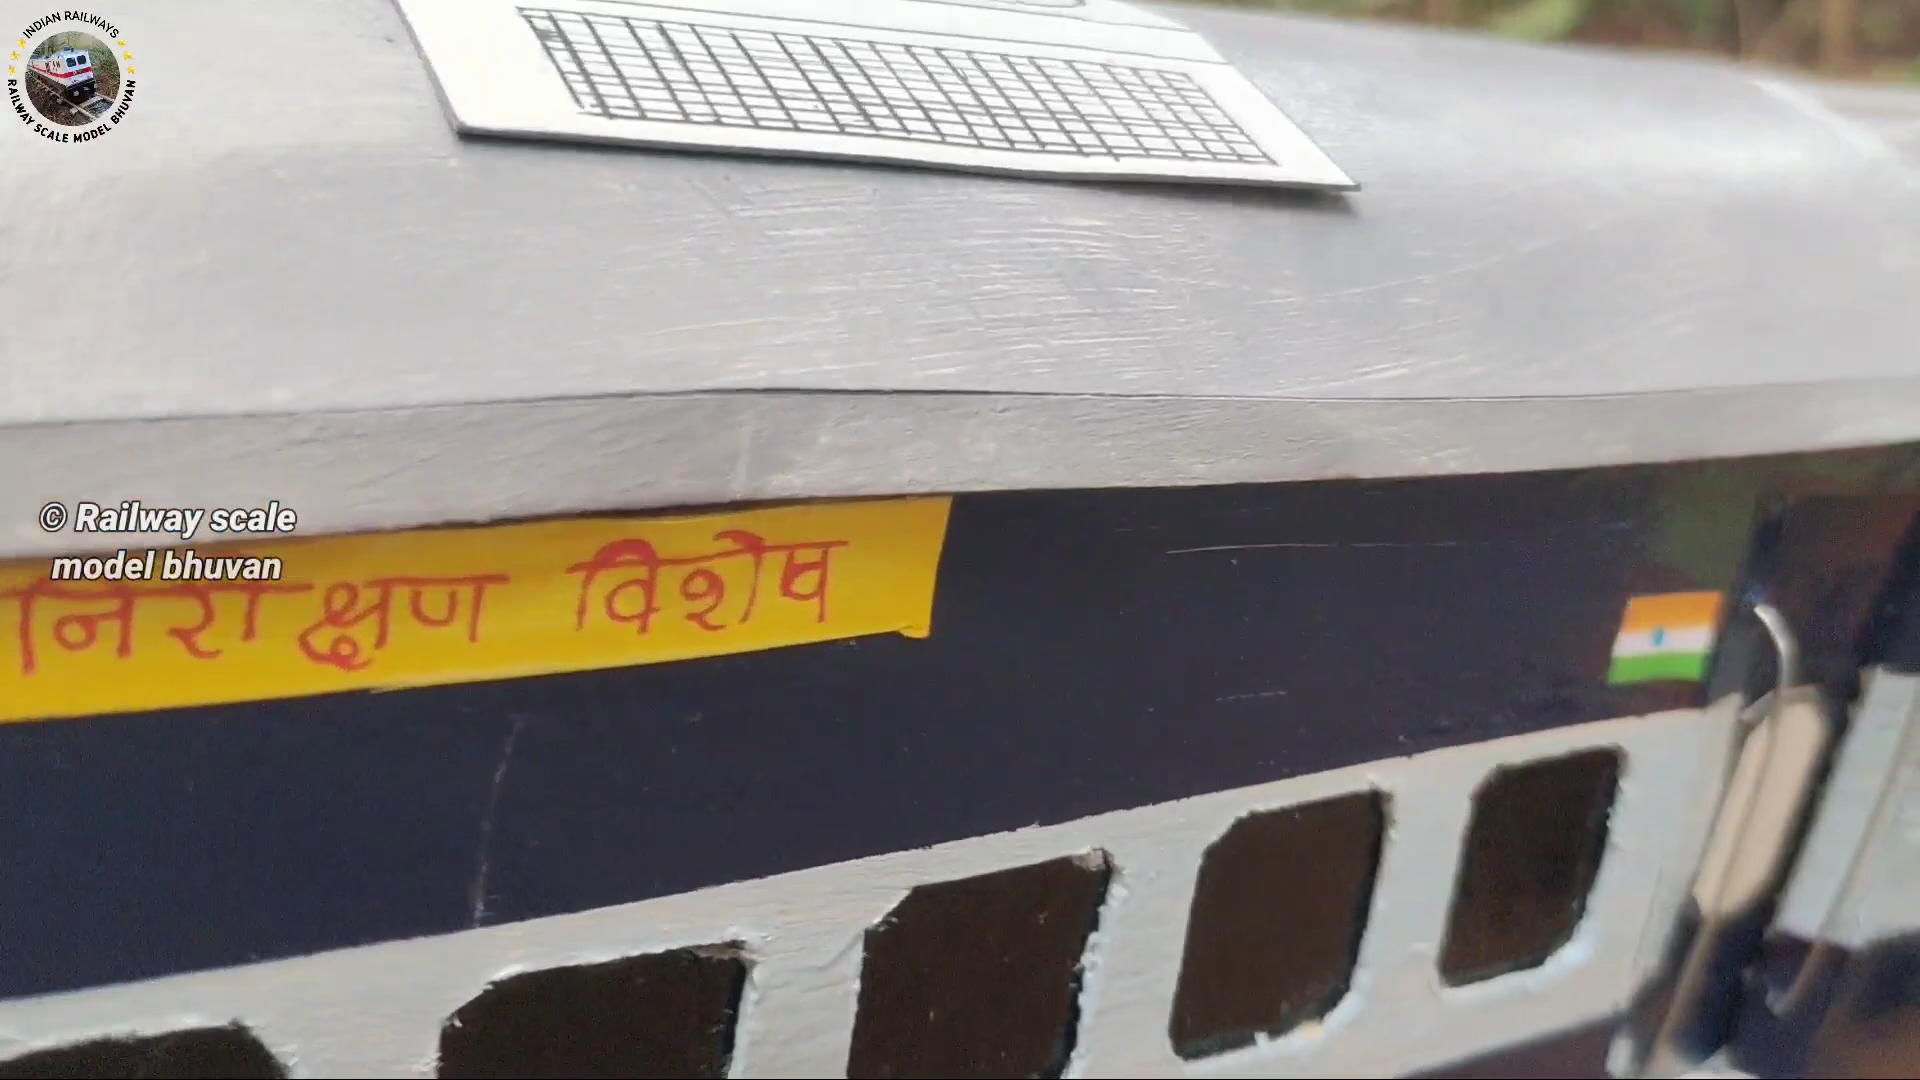 INDIAN RAILWAYS
RAILWAY SCALE MODEL BHUVAN
© Railway scale
model bhuvan
निराक्षण विशेष